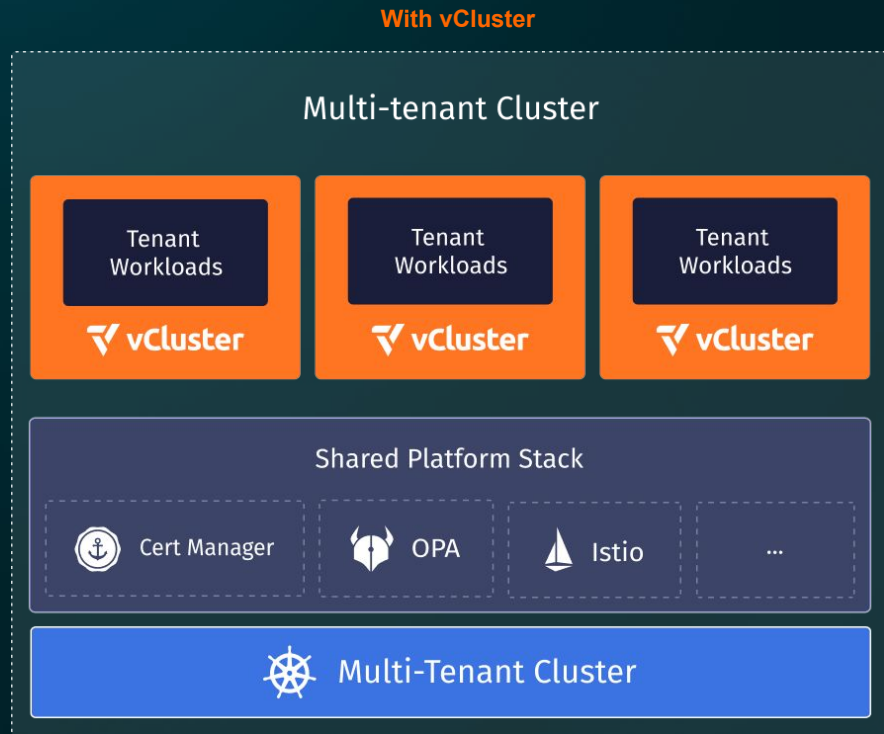 With vCluster
Multi-tenant Cluster
Tenant
Workloads
vCluster
Tenant
Workloads
vCluster
Tenant
Workloads
vCluster
Shared Platform Stack
Cert Manager
OPA
Istio
...
Multi-Tenant Cluster